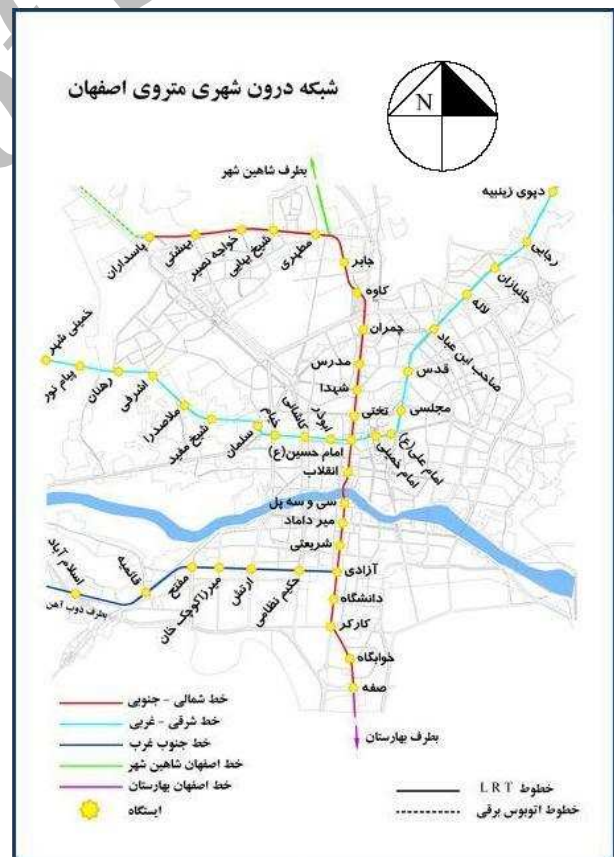 شبکه درون شهری متروی اصفهان
N
بطرف شاهین شهر
دپوی زینبیه
رجایی
جانبازان
لاله
صاحب ابن عباد
قدس
مجلسی
امام علی(ع)
امام خمینی
پاسداران
بهشتی
خواجه نصیر
شیخ بهایی
مطهری
جابر
کاوه
چمران
مدرس
شهدا
تختی
خمینی شهر
پیام نور
رهنان
اشرفی
ملاصدرا
شیخ مفید
سلمان
خیام
کاشانی
ابوذر
امام حسین(ع)
انقلاب
سی و سه پل
میر داماد
شریعتی
آزادی
اسلام آباد
قائمیه
مفتح
میرزاکوچک خان
ارتش
حکیم نظامی
بطرف ذوب آهن
دانشگاه
کارگر
خوابگاه
صفه
بطرف بهارستان
خط شمالی - جنوبی
خط شرقی - غربی
خط جنوب غرب
خط اصفهان شاهین شهر
خط اصفهان بهارستان
ایستگاه
خطوط L R T
خطوط اتوبوس برقی